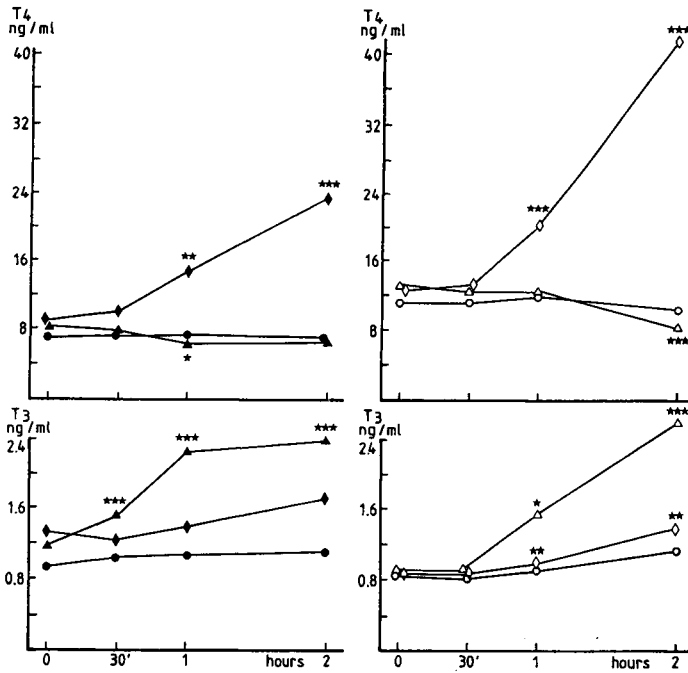 T4
ng/ml
40
32
24
16
8
★★
★★★
★
T4
ng/ml
40
32
24
16
8
★★★
★★★
★★★
T3
ng/ml
2.4
1.6
0.8
★★★
★★★
★★★
0 30' 1 hours 2
T3
ng/ml
2.4
1.6
0.8
★
★★
★★★
★★
0 30' 1 hours 2